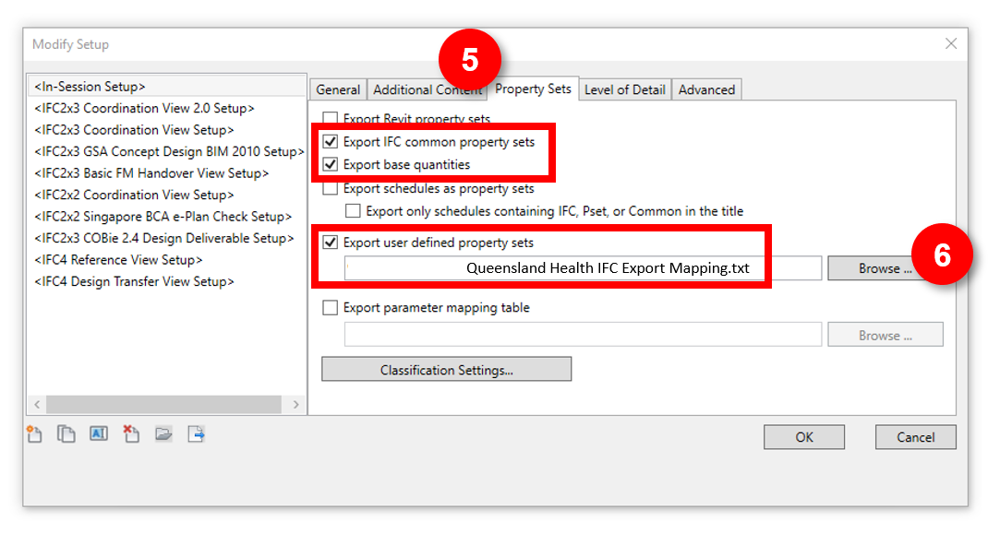 Modify Setup
5
<In-Session Setup>
<IFC2x3 Coordination View 2.0 Setup>
<IFC2x3 Coordination View Setup>
<IFC2x3 GSA Concept Design BIM 2010 Setup>
<IFC2x3 Basic FM Handover View Setup>
<IFC2x2 Coordination View Setup>
<IFC2x2 Singapore BCA e-Plan Check Setup>
<IFC2x3 COBie 2.4 Design Deliverable Setup>
<IFC4 Reference View Setup>
<IFC4 Design Transfer View Setup>
General Additional Content Property Sets Level of Detail Advanced
Export Revit property sets
Export IFC common property sets
Export base quantities
Export schedules as property sets
Export only schedules containing IFC, Pset, or Common in the title
Export user defined property sets
6
Queensland Health IFC Export Mapping.txt Browse ...
Export parameter mapping table
Browse ...
Classification Settings...
OK Cancel